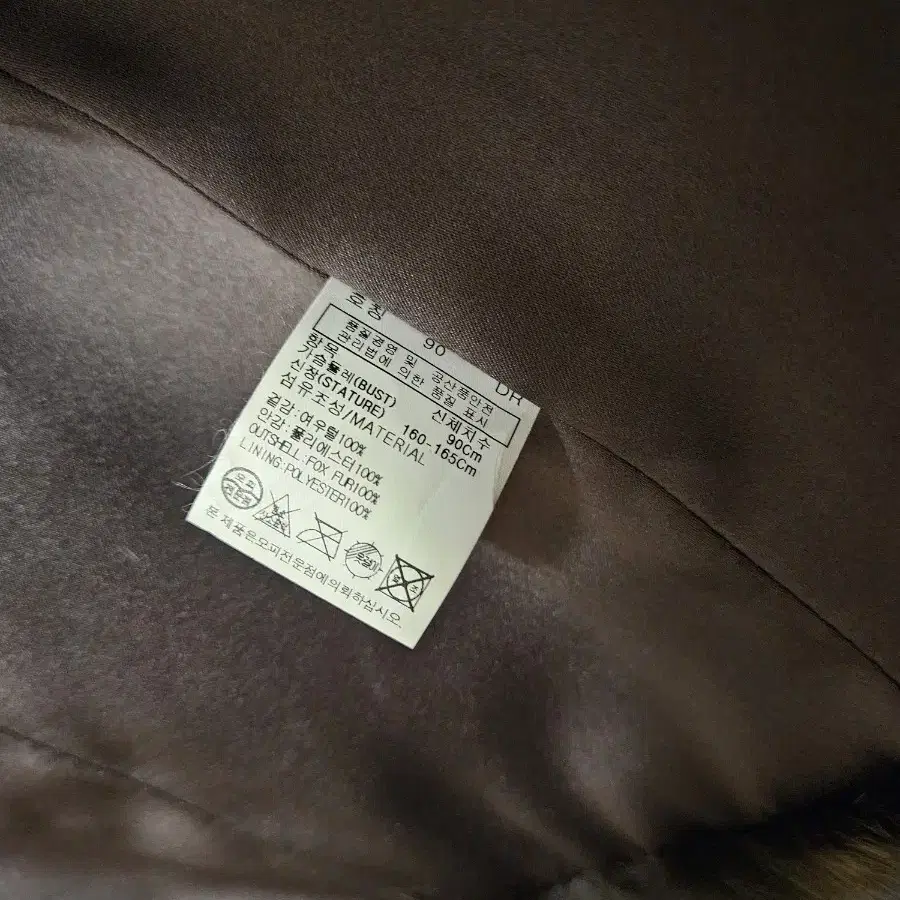 호칭 90 DR
품질경영 및 공산품안전
관리법에 의한 품질 표시
항목 신체치수
가슴둘레(BUST) 90Cm
신장(STATURE) 160-165Cm
섬유조성/MATERIAL
겉감:여우털100%
안감:폴리에스터100%
OUTSHELL:FOX FUR100%
LINING:POLYESTER100%
본 제품은모피전문점에의뢰하십시오.